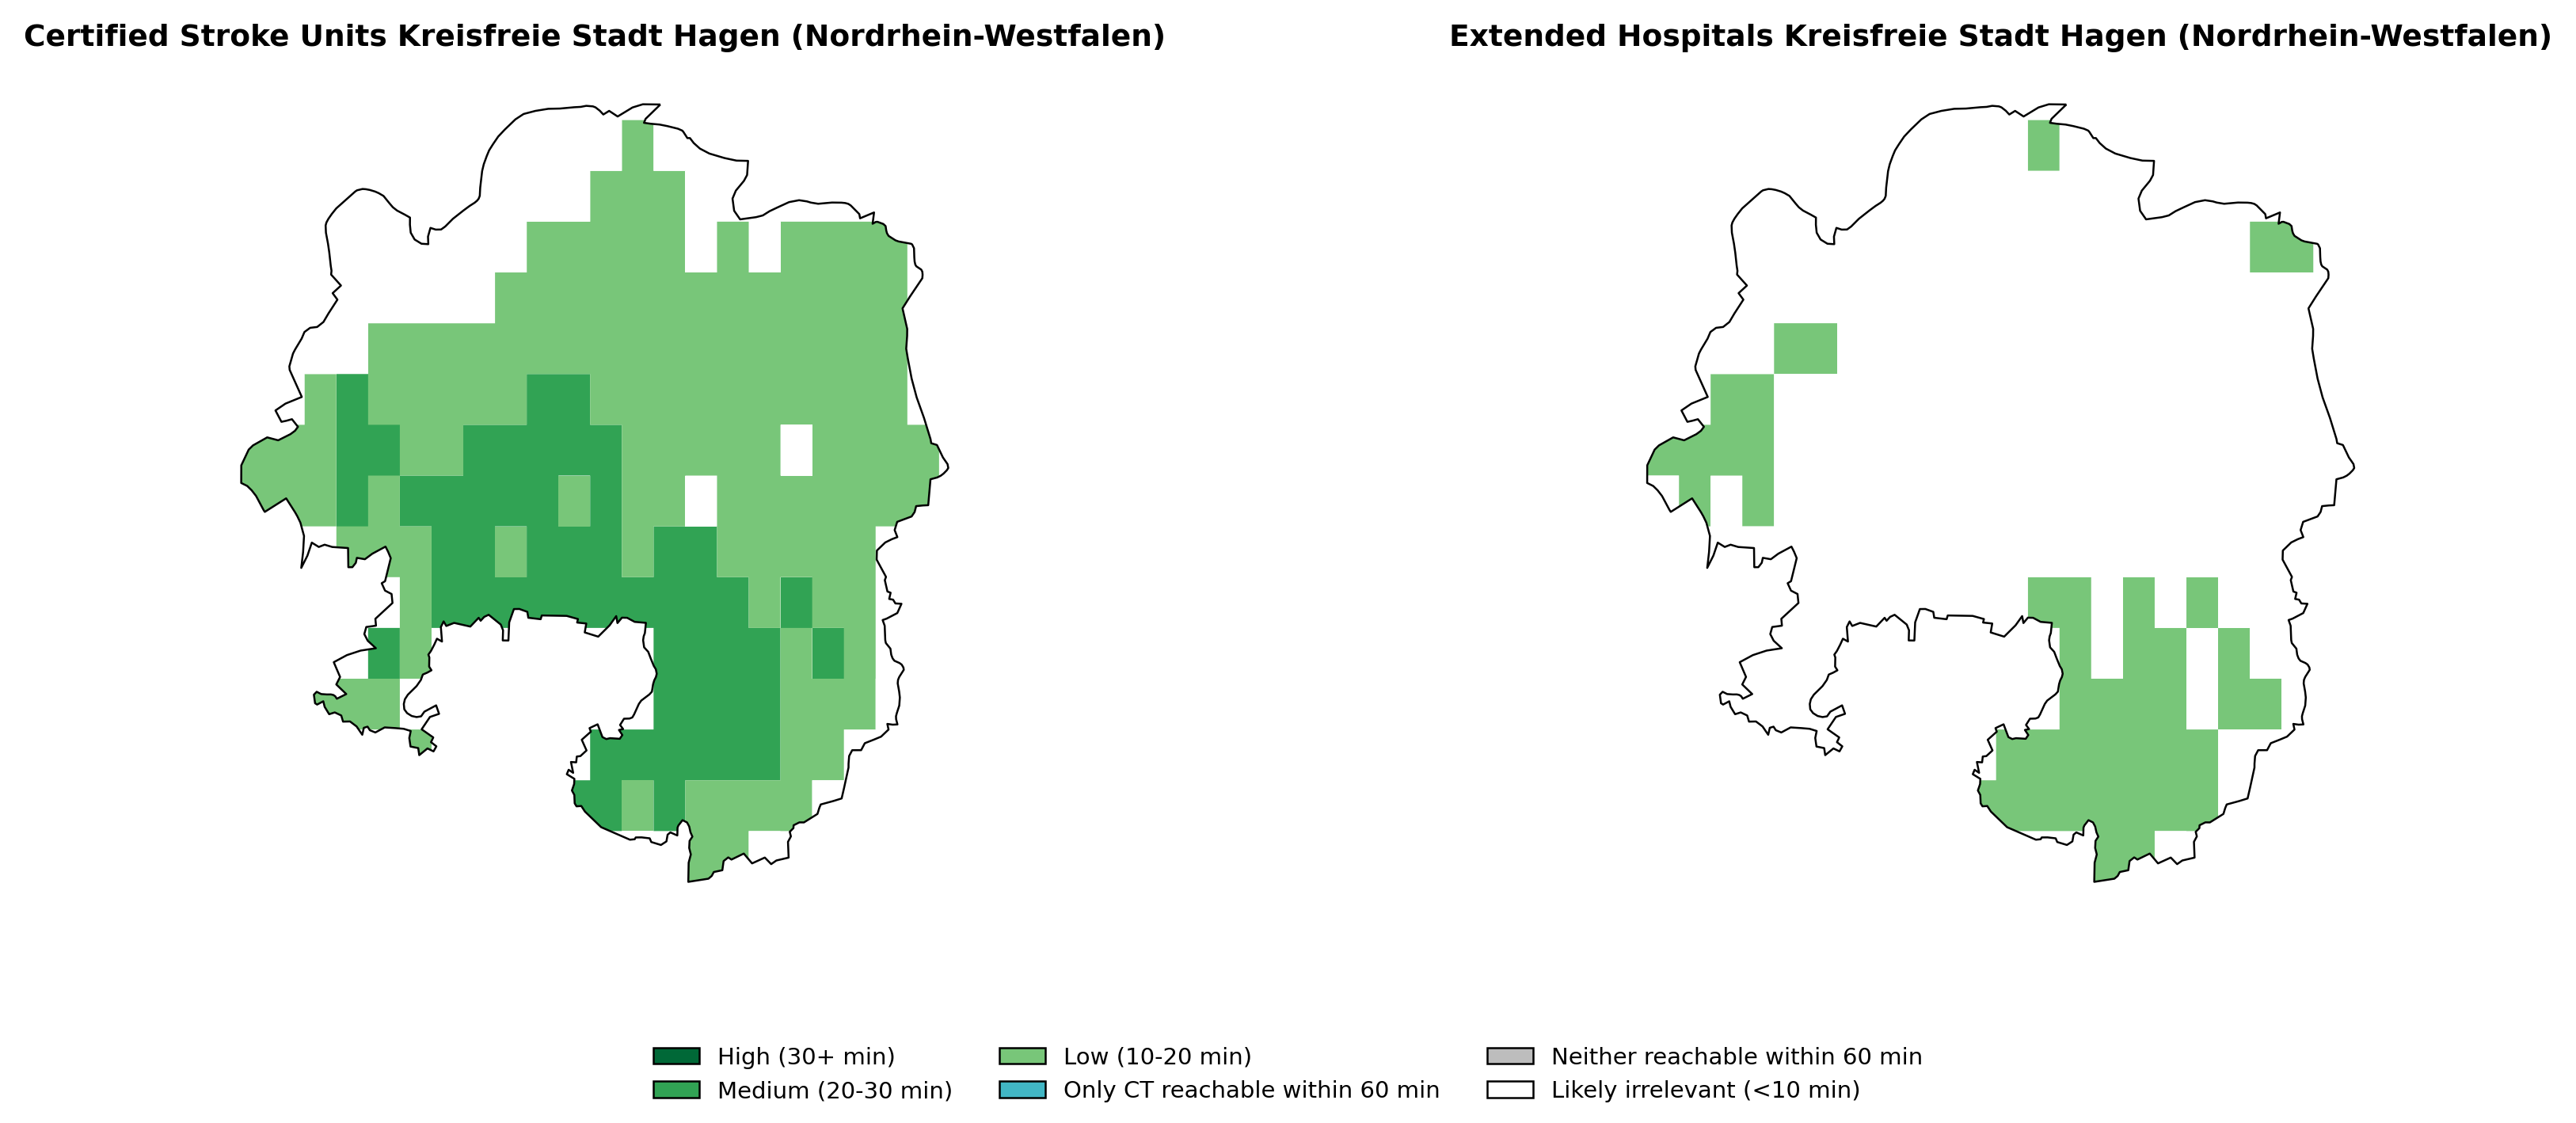 Certified Stroke Units Kreisfreie Stadt Hagen (Nordrhein-Westfalen)
Extended Hospitals Kreisfreie Stadt Hagen (Nordrhein-Westfalen)
High (30+ min)
Medium (20-30 min)
Low (10-20 min)
Only CT reachable within 60 min
Neither reachable within 60 min
Likely irrelevant (<10 min)